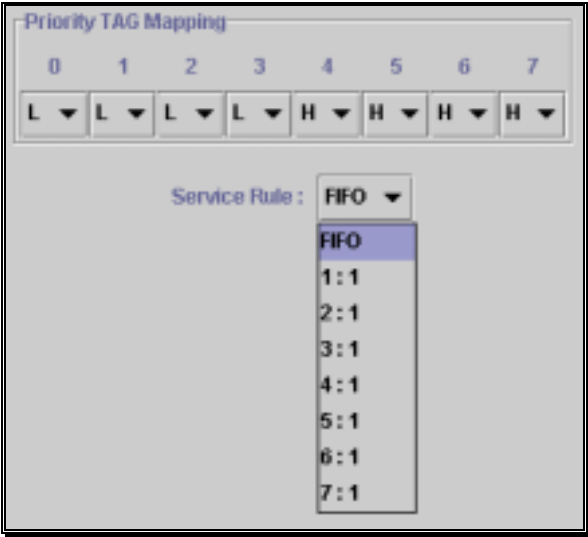 Priority TAG Mapping
0 1 2 3 4 5 6 7
L L L L H H H H
Service Rule : FIFO
FIFO
1 : 1
2 : 1
3 : 1
4 : 1
5 : 1
6 : 1
7 : 1